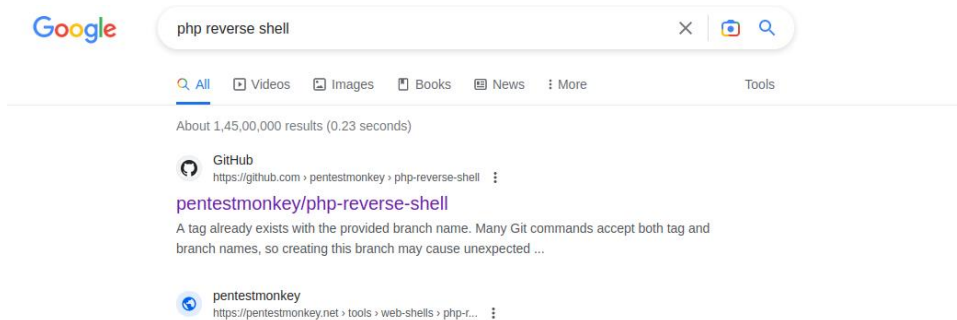 Google
php reverse shell
All Videos Images Books News More Tools
About 1,45,00,000 results (0.23 seconds)
GitHub
https://github.com › pentestmonkey › php-reverse-shell
pentestmonkey/php-reverse-shell
A tag already exists with the provided branch name. Many Git commands accept both tag and
branch names, so creating this branch may cause unexpected ...
pentestmonkey
https://pentestmonkey.net › tools › web-shells › php-r...